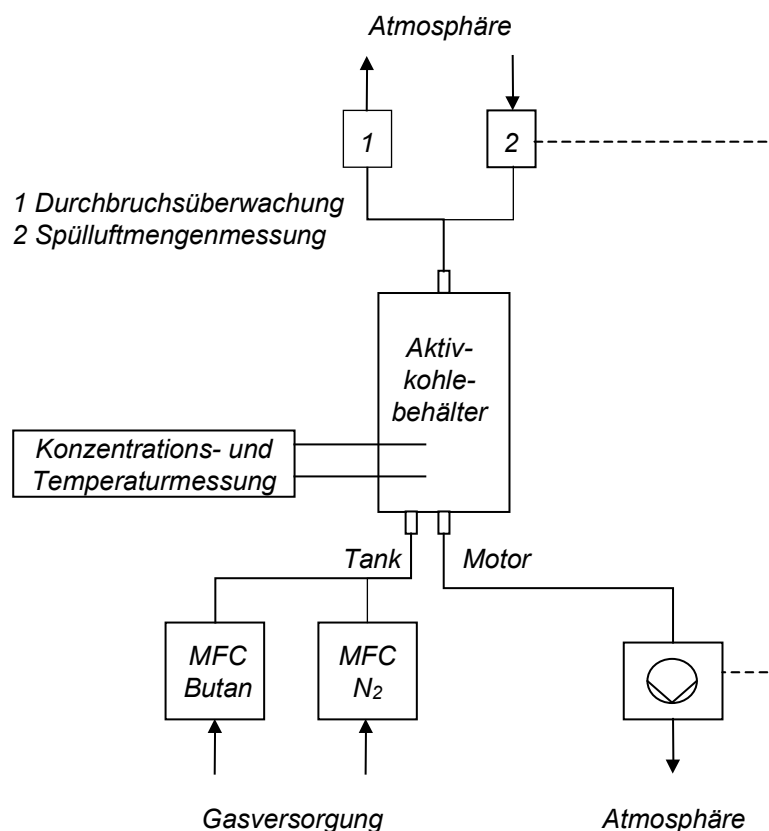 Atmosphäre
1
2
1 Durchbruchsüberwachung
2 Spülluftmengenmessung
Aktiv-
kohle-
behälter
Konzentrations- und
Temperaturmessung
Tank
Motor
MFC
Butan
MFC
N₂
Gasversorgung
Atmosphäre